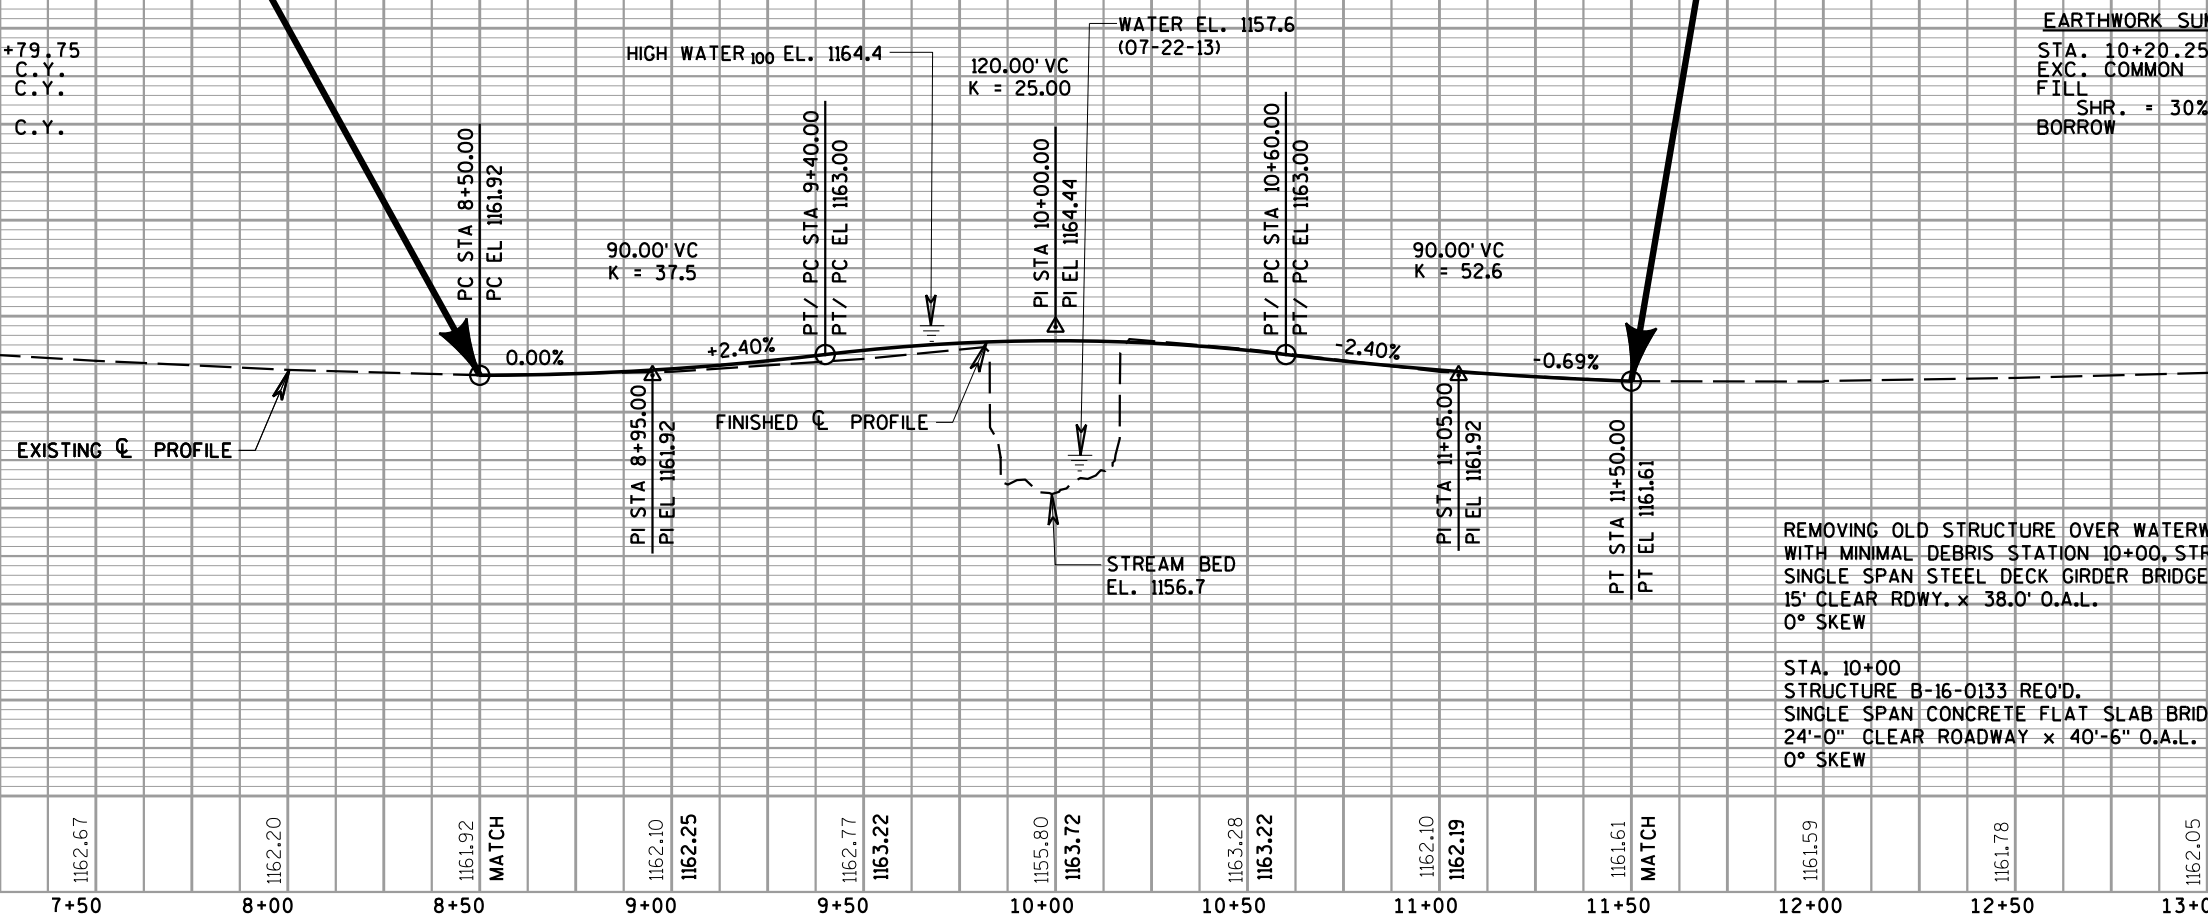 +79.75
C.Y.
C.Y.
C.Y.
HIGH WATER 100 EL. 1164.4
WATER EL. 1157.6
(07-22-13)
120.00' VC
K = 25.00
EARTHWORK
STA. 10+20.25
EXC. COMMON
FILL
SHR. = 30%
BORROW
PC STA 8+50.00
PC EL 1161.92
90.00' VC
K = 37.5
PT/ PC STA 9+40.00
PT/ PC EL 1163.00
PI STA 10+00.00
PI EL 1164.44
PT/ PC STA 10+60.00
PT/ PC EL 1163.00
90.00' VC
K = 52.6
0.00%
+2.40%
-2.40%
-0.69%
EXISTING ℄ PROFILE
PI STA 8+95.00
PI EL 1161.92
FINISHED ℄ PROFILE
STREAM BED
EL. 1156.7
PI STA 11+05.00
PI EL 1161.92
PT STA 11+50.00
PT EL 1161.61
REMOVING OLD STRUCTURE OVER
WITH MINIMAL DEBRIS STATION 10+00,
SINGLE SPAN STEEL DECK GIRDER BRIDGE
15' CLEAR RDWY. x 38.0' O.A.L.
0° SKEW
STA. 10+00
STRUCTURE B-16-0133 REQ'D.
SINGLE SPAN CONCRETE FLAT SLAB
24'-0" CLEAR ROADWAY x 40'-6" O.A.L.
0° SKEW
1162.67
1162.20
1161.92
MATCH
1162.10
1162.25
1162.77
1163.22
1155.80
1163.72
1163.28
1163.22
1162.10
1162.19
1161.61
MATCH
1161.59
1161.78
1162.05
7+50 8+00 8+50 9+00 9+50 10+00 10+50 11+00 11+50 12+00 12+50